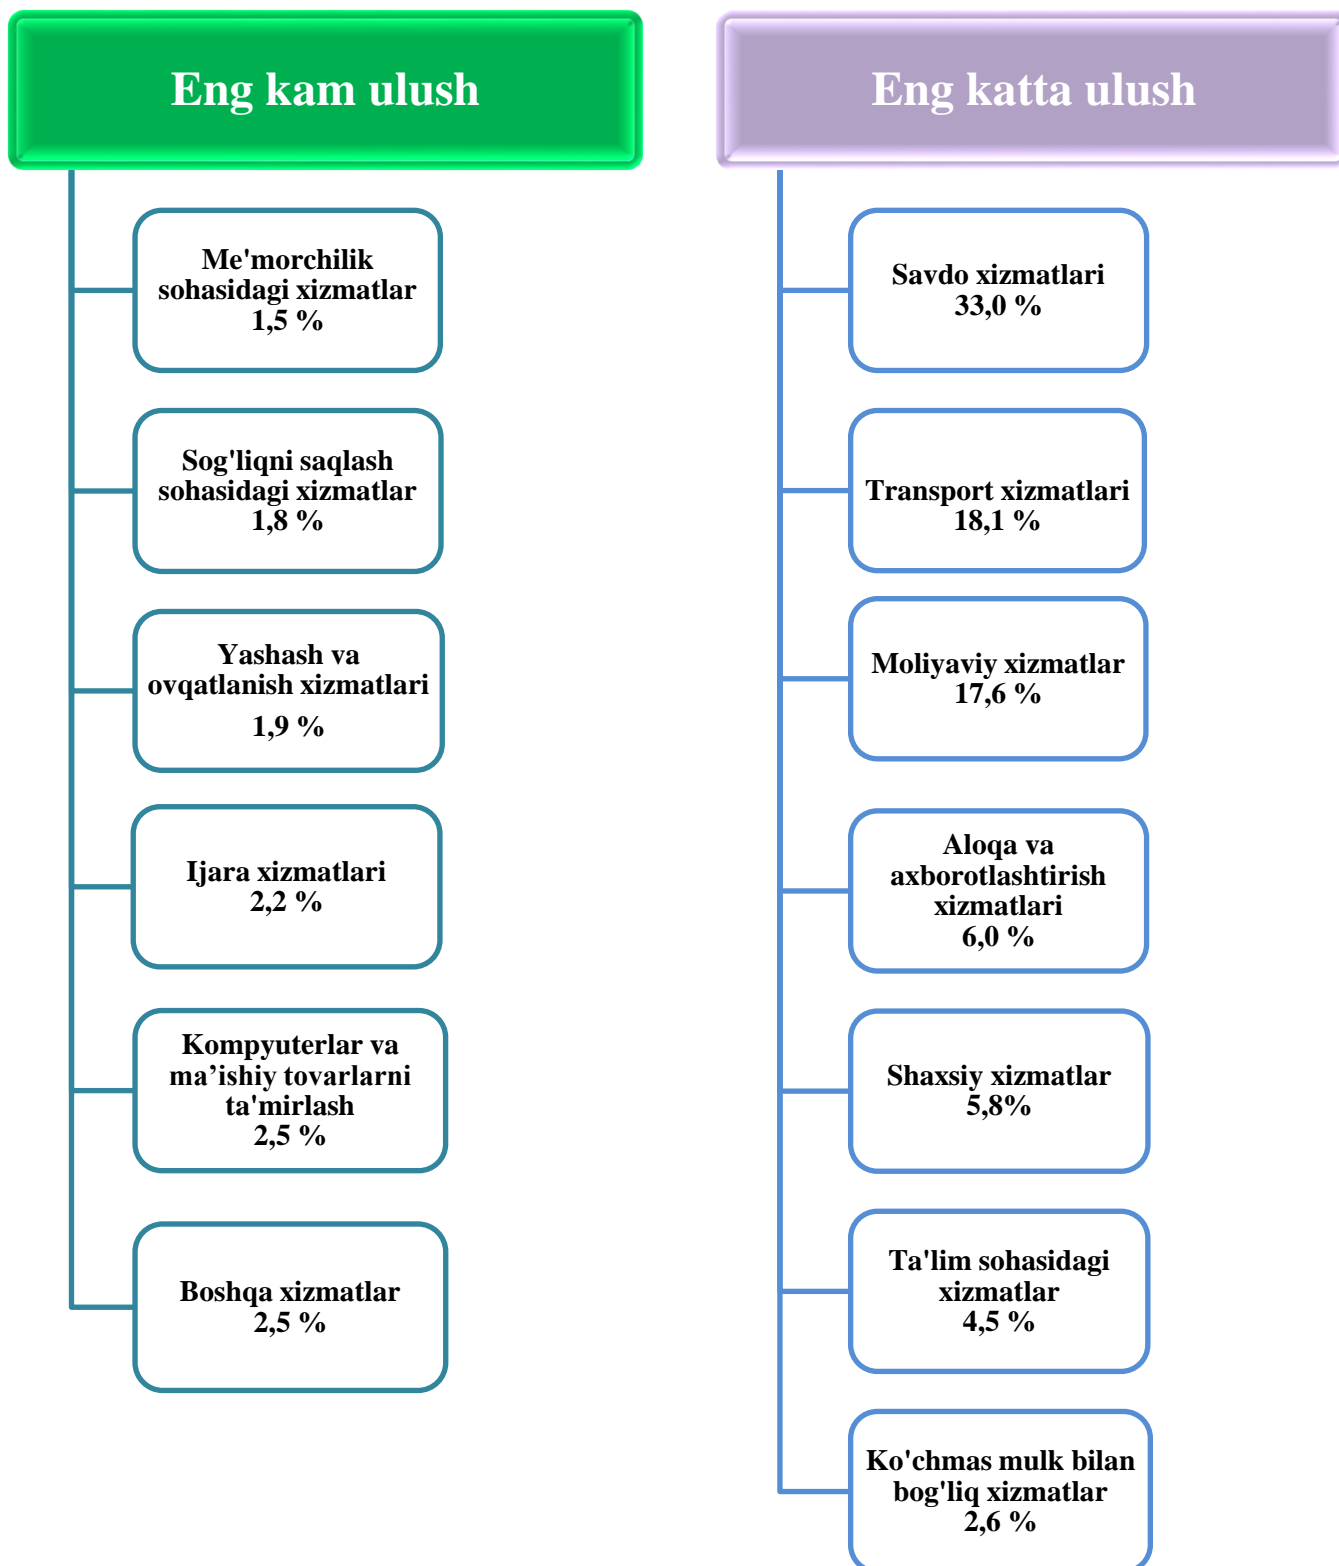 Eng kam ulush
Me'morchilik
sohasidagi xizmatlar
1,5 %
Sog'liqni saqlash
sohasidagi xizmatlar
1,8 %
Yashash va
ovqatlanish xizmatlari
1,9 %
Ijara xizmatlari
2,2 %
Kompyuterlar va
ma’ishiy tovarlarni
ta'mirlash
2,5 %
Boshqa xizmatlar
2,5 %
Eng katta ulush
Savdo xizmatlari
33,0 %
Transport xizmatlari
18,1 %
Moliyaviy xizmatlar
17,6 %
Aloqa va
axborotlashtirish
xizmatlari
6,0 %
Shaxsiy xizmatlar
5,8%
Ta'lim sohasidagi
xizmatlar
4,5 %
Ko'chmas mulk bilan
bog'liq xizmatlar
2,6 %